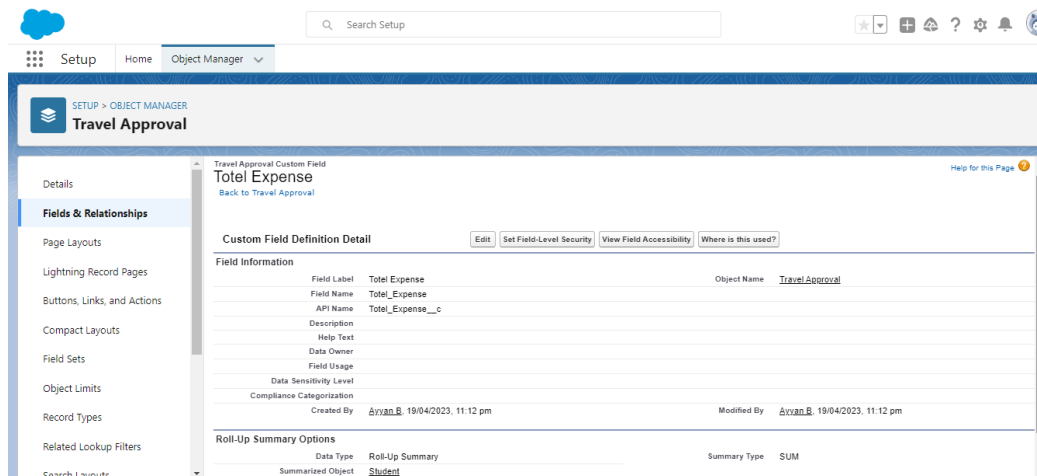 Search Setup
Setup Home Object Manager
SETUP > OBJECT MANAGER
Travel Approval
Details
Fields & Relationships
Page Layouts
Lightning Record Pages
Buttons, Links, and Actions
Compact Layouts
Field Sets
Object Limits
Record Types
Related Lookup Filters
Search Layouts
Travel Approval Custom Field
Totel Expense
Back to Travel Approval
Help for this Page
Custom Field Definition Detail Edit Set Field-Level Security View Field Accessibility Where is this used?
Field Information
Field Label Totel Expense Object Name Travel Approval
Field Name Totel_Expense
API Name Totel_Expense__c
Description
Help Text
Data Owner
Field Usage
Data Sensitivity Level
Compliance Categorization
Created By Ayyan B, 19/04/2023, 11:12 pm Modified By Ayyan B, 19/04/2023, 11:12 pm
Roll-Up Summary Options
Data Type Roll-Up Summary Summary Type SUM
Summarized Object Student